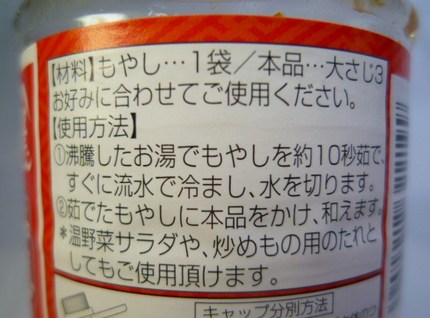 【材料】もやし…１袋／本品…大さじ3
お好みに合わせてご使用ください。
【使用方法】
①沸騰したお湯でもやしを約10秒茹で、
すぐに流水で冷まし、水を切ります。
②茹でたもやしに本品をかけ、和えます。
*温野菜サラダや、炒めもの用のたれと
してもご使用頂けます。
キャップ分別方法